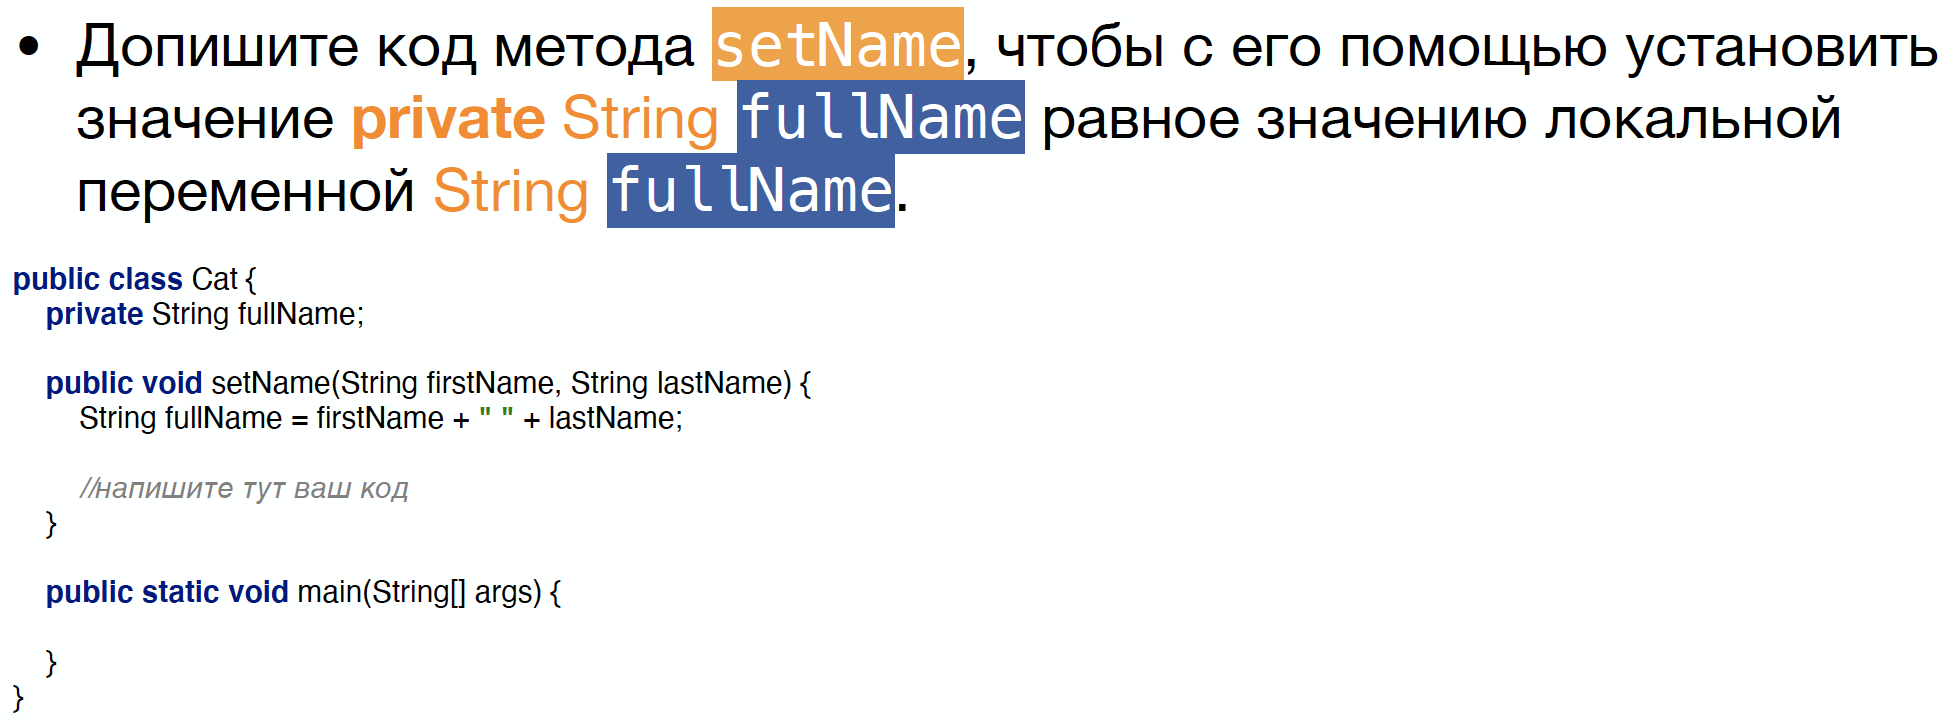 • Допишите код метода setName, чтобы с его помощью установить
значение private String fullName равное значению локальной
переменной String fullName.
public class Cat {
    private String fullName;
    public void setName(String firstName, String lastName) {
        String fullName = firstName + " " + lastName;
        //напишите тут ваш код
    }
    public static void main(String[] args) {
    }
}